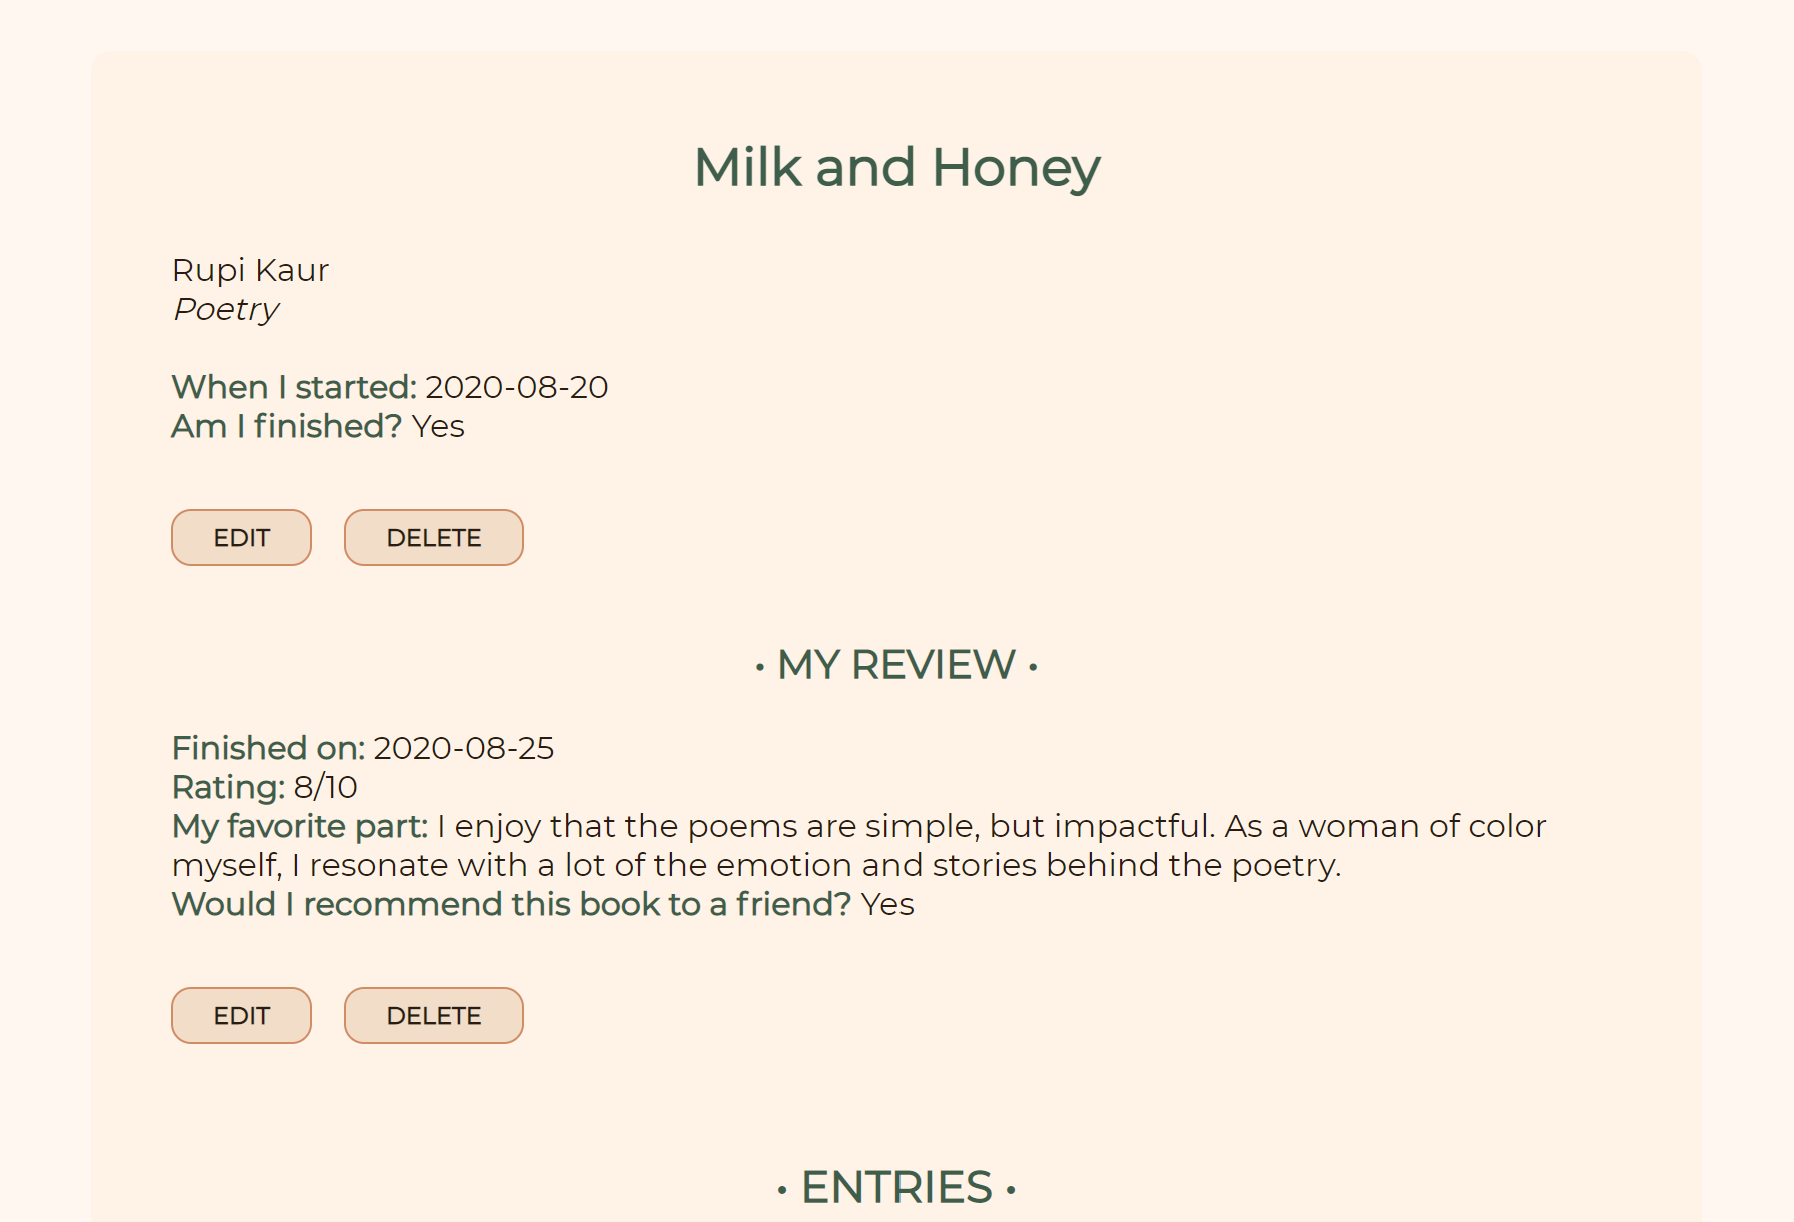 Milk and Honey
Rupi Kaur
Poetry
When I started: 2020-08-20
Am I finished? Yes
EDIT DELETE
• MY REVIEW •
Finished on: 2020-08-25
Rating: 8/10
My favorite part: I enjoy that the poems are simple, but impactful. As a woman of color
myself, I resonate with a lot of the emotion and stories behind the poetry.
Would I recommend this book to a friend? Yes
EDIT DELETE
• ENTRIES •